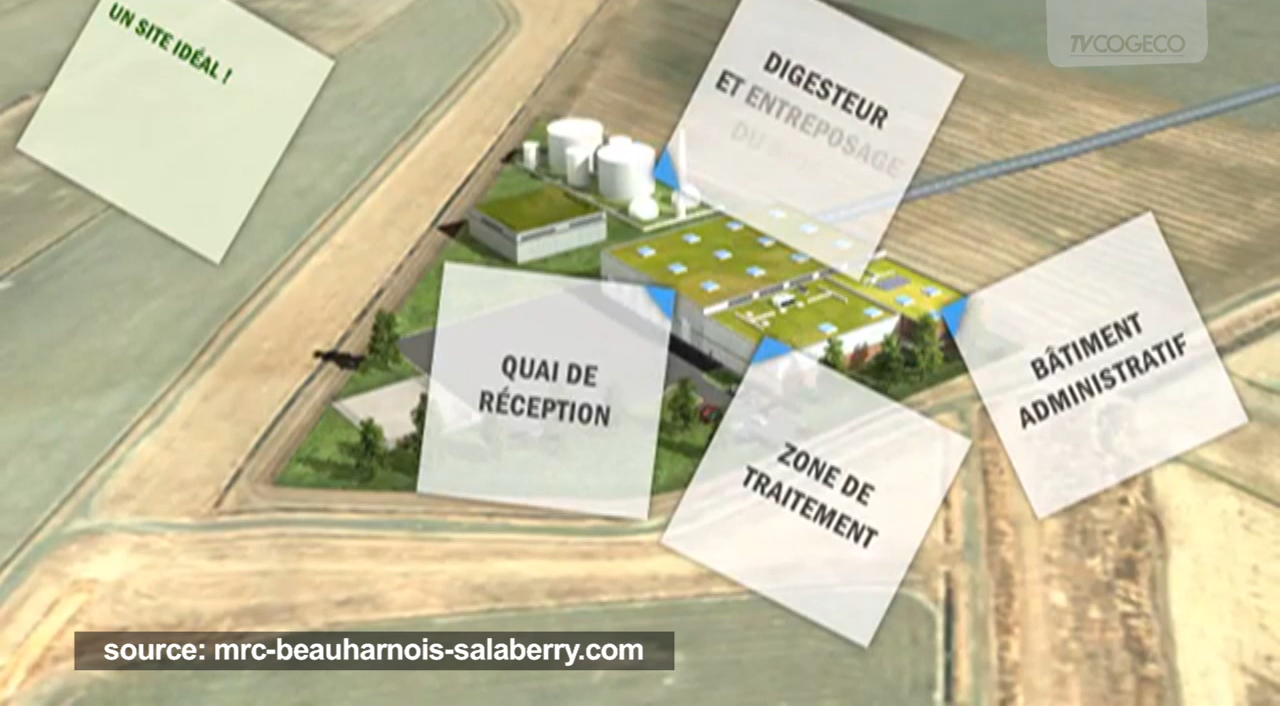 UN SITE IDÉAL !
TVCOGECO
DIGESTEUR
ET ENTREPOSAGE
DU
QUAI DE
RÉCEPTION
ZONE DE
TRAITEMENT
BÂTIMENT
ADMINISTRATIF
source: mrc-beauharnois-salaberry.com